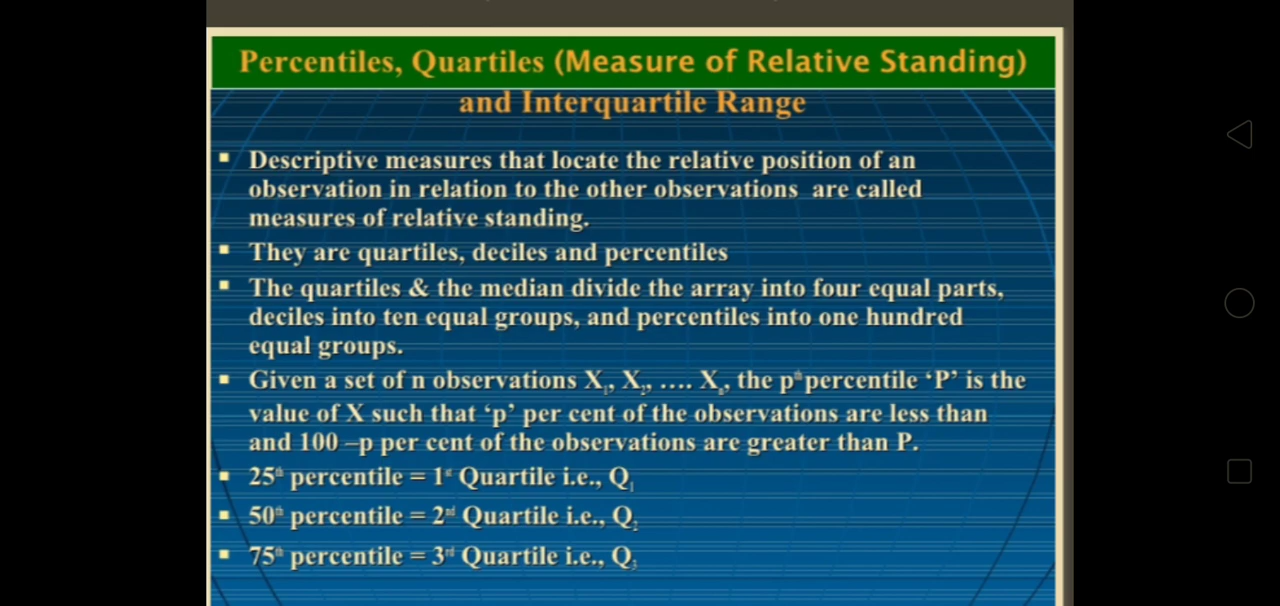 Percentiles, Quartiles (Measure of Relative Standing)
and Interquartile Range
▪ Descriptive measures that locate the relative position of an
observation in relation to the other observations are called
measures of relative standing.
▪ They are quartiles, deciles and percentiles
▪ The quartiles & the median divide the array into four equal parts,
deciles into ten equal groups, and percentiles into one hundred
equal groups.
▪ Given a set of n observations X₁, X₂, …. Xₙ, the pᵗʰ percentile ‘P’ is the
value of X such that ‘p’ per cent of the observations are less than
and 100 –p per cent of the observations are greater than P.
▪ 25ᵗʰ percentile = 1ˢᵗ Quartile i.e., Q₁
▪ 50ᵗʰ percentile = 2ⁿᵈ Quartile i.e., Q₂
▪ 75ᵗʰ percentile = 3ʳᵈ Quartile i.e., Q₃